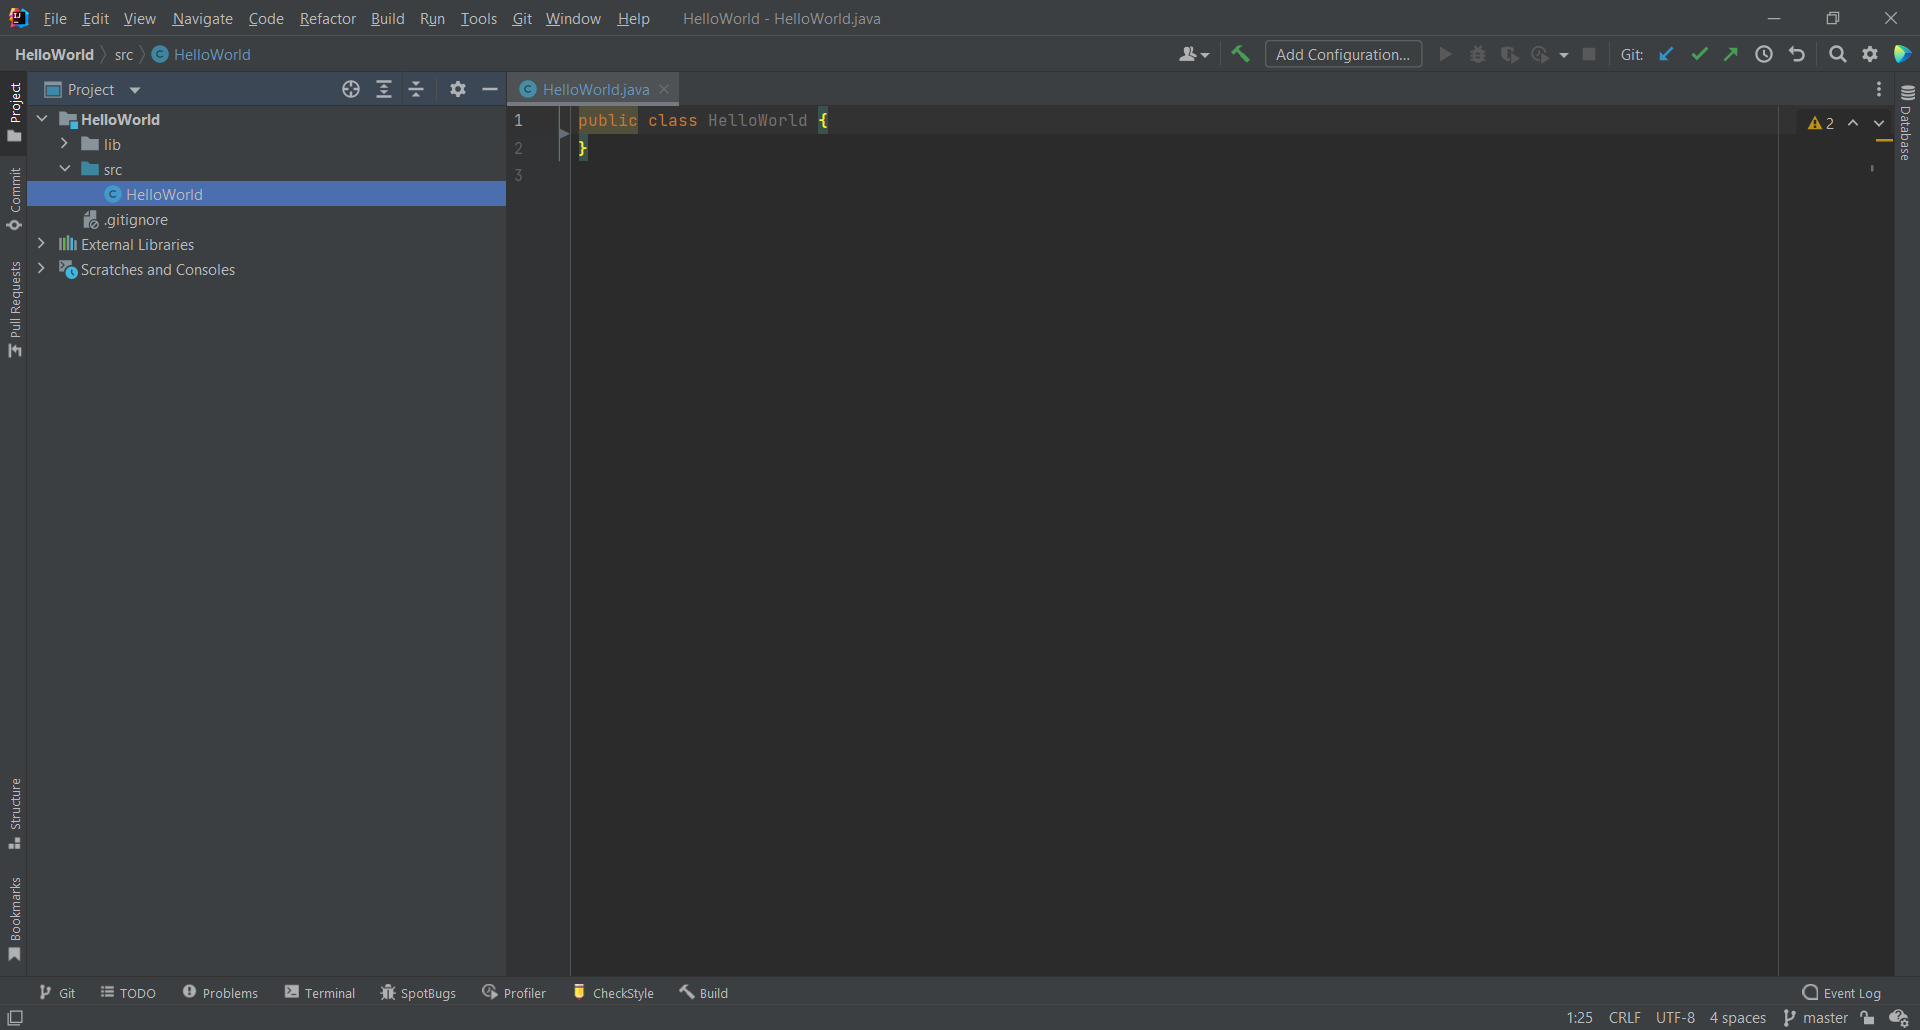 File Edit View Navigate Code Refactor Build Run Tools Git Window Help HelloWorld - HelloWorld.java
HelloWorld src HelloWorld Add Configuration... Git:
Project
HelloWorld.java
HelloWorld
lib
src
HelloWorld
.gitignore
External Libraries
Scratches and Consoles
1 public class HelloWorld {
2 }
3
2
Project
Commit
Pull Requests
Structure
Bookmarks
Database
Git TODO Problems Terminal SpotBugs Profiler CheckStyle Build Event Log
1:25 CRLF UTF-8 4 spaces master